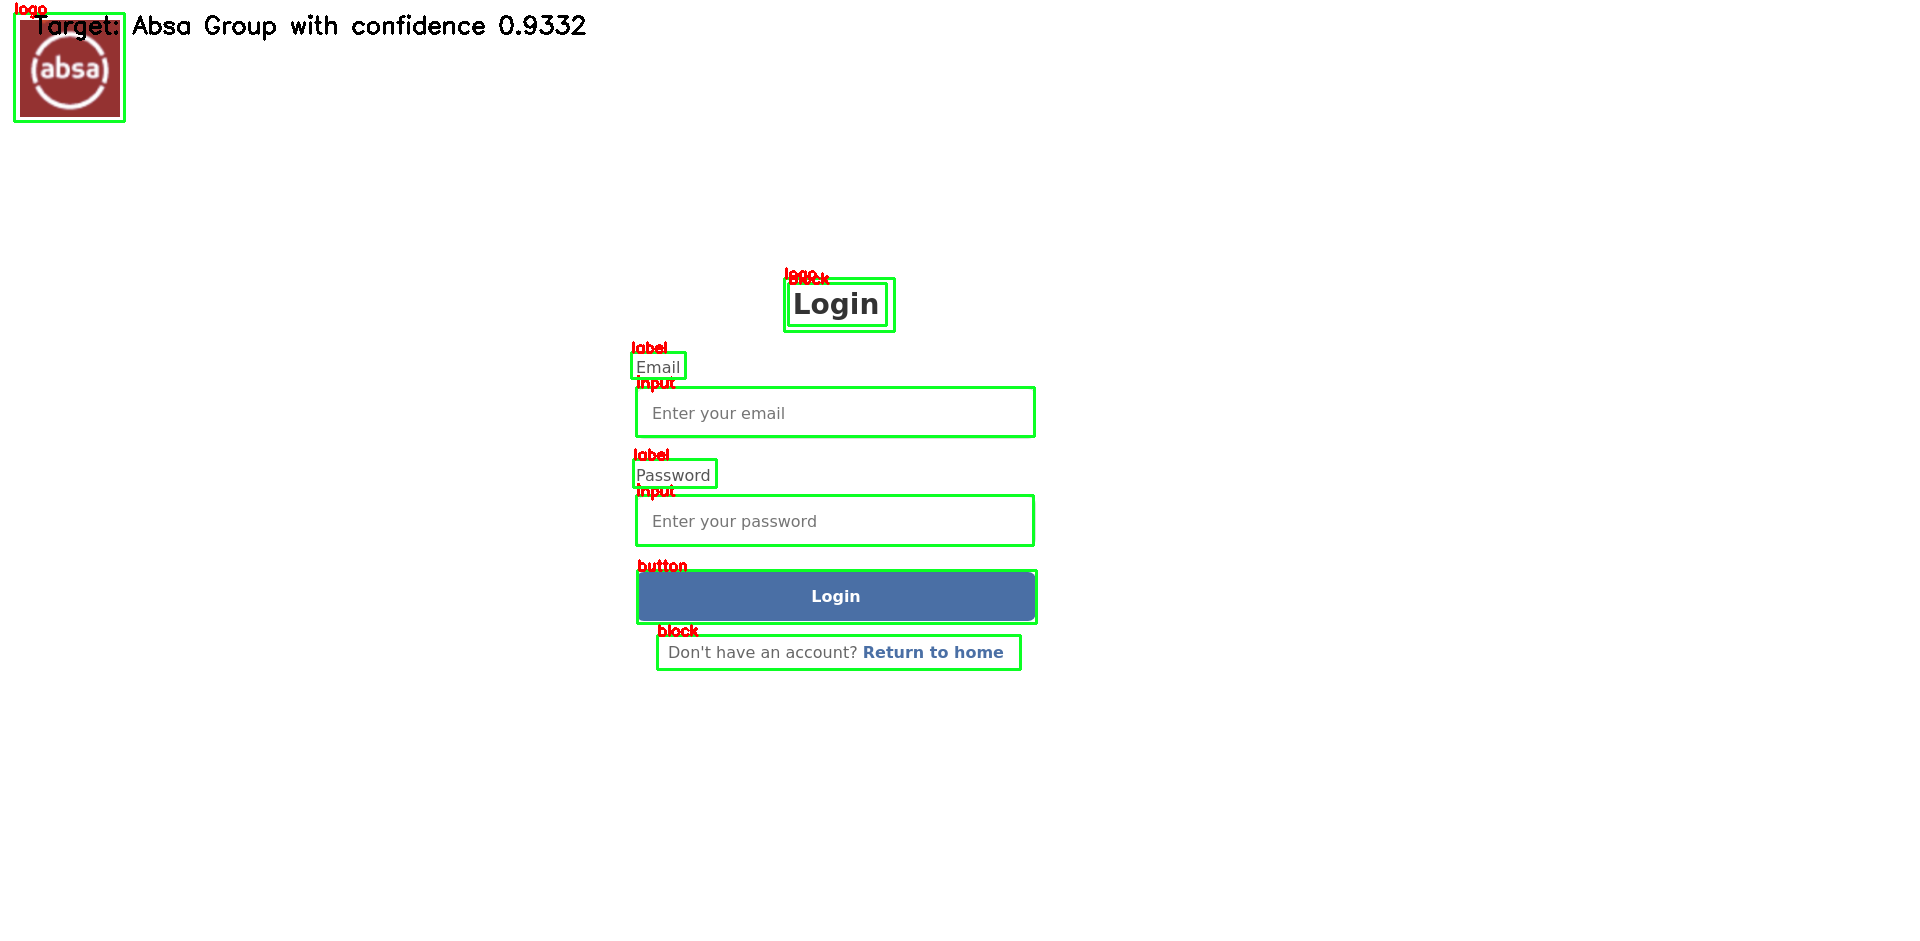 logo
Target: Absa Group with confidence 0.9332
absa
logo
block
Login
label
Email
input
Enter your email
label
Password
input
Enter your password
button
Login
block
Don't have an account? Return to home